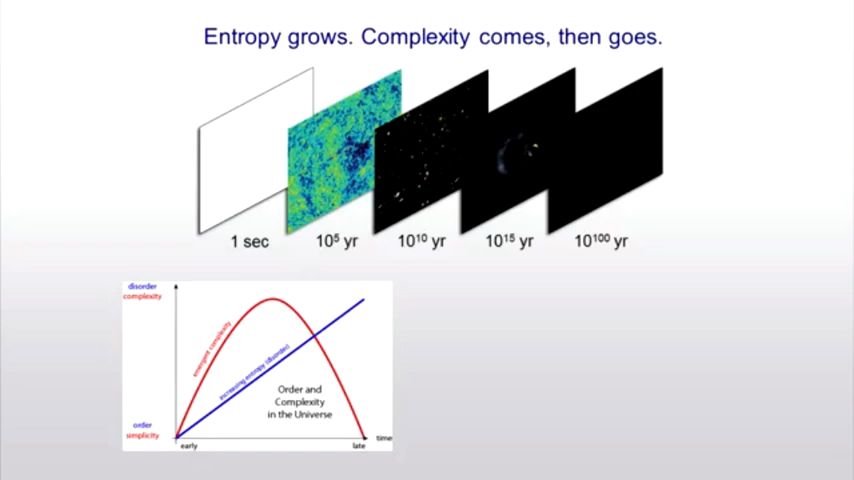 Entropy grows. Complexity comes, then goes.
1 sec
10⁵ yr
10¹⁰ yr
10¹⁵ yr
10¹⁰⁰ yr
disorder
complexity
emergent complexity
increasing entropy (disorder)
Order and
Complexity
in the Universe
order
simplicity
early
late
time